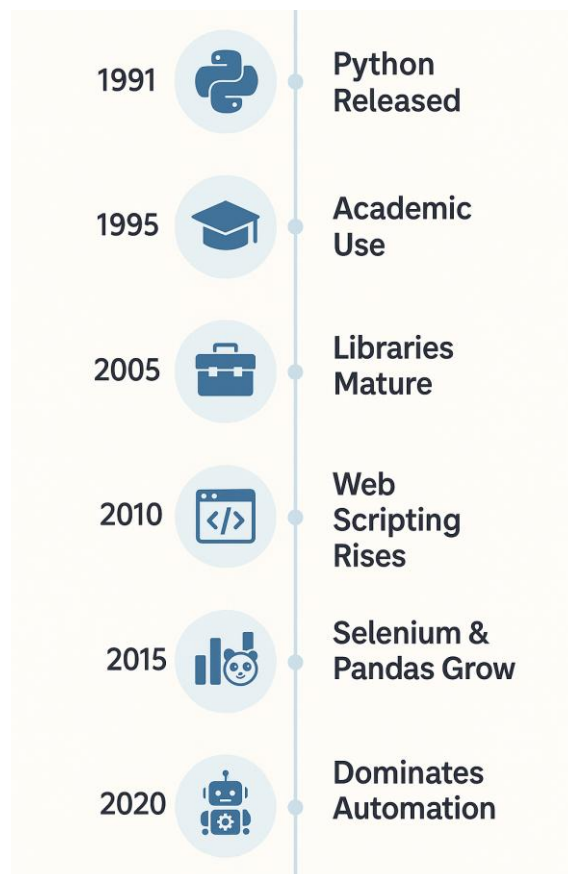 1991
Python
Released
1995
Academic
Use
2005
Libraries
Mature
2010
Web
Scripting
Rises
</>
2015
Selenium &
Pandas Grow
2020
Dominates
Automation